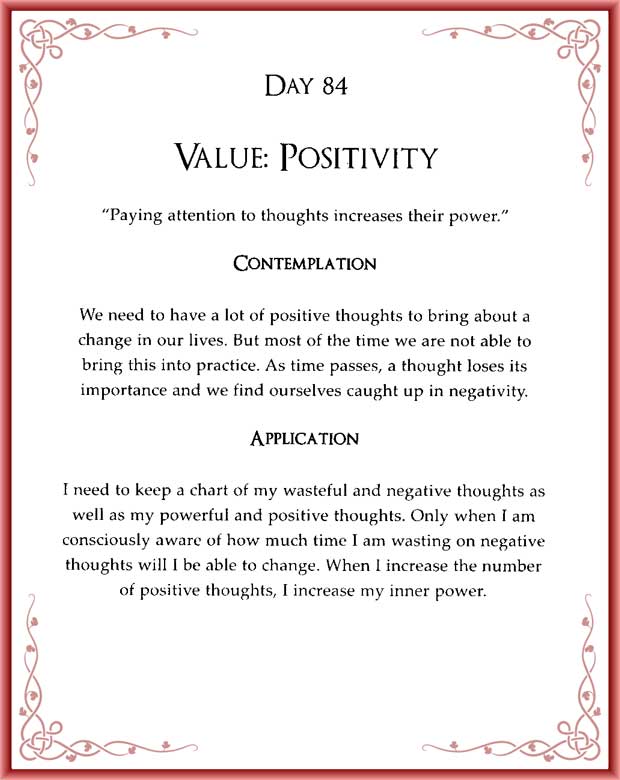 Day 84
Value: Positivity
“Paying attention to thoughts increases their power.”
Contemplation
We need to have a lot of positive thoughts to bring about a
change in our lives. But most of the time we are not able to
bring this into practice. As time passes, a thought loses its
importance and we find ourselves caught up in negativity.
Application
I need to keep a chart of my wasteful and negative thoughts as
well as my powerful and positive thoughts. Only when I am
consciously aware of how much time I am wasting on negative
thoughts will I be able to change. When I increase the number
of positive thoughts, I increase my inner power.